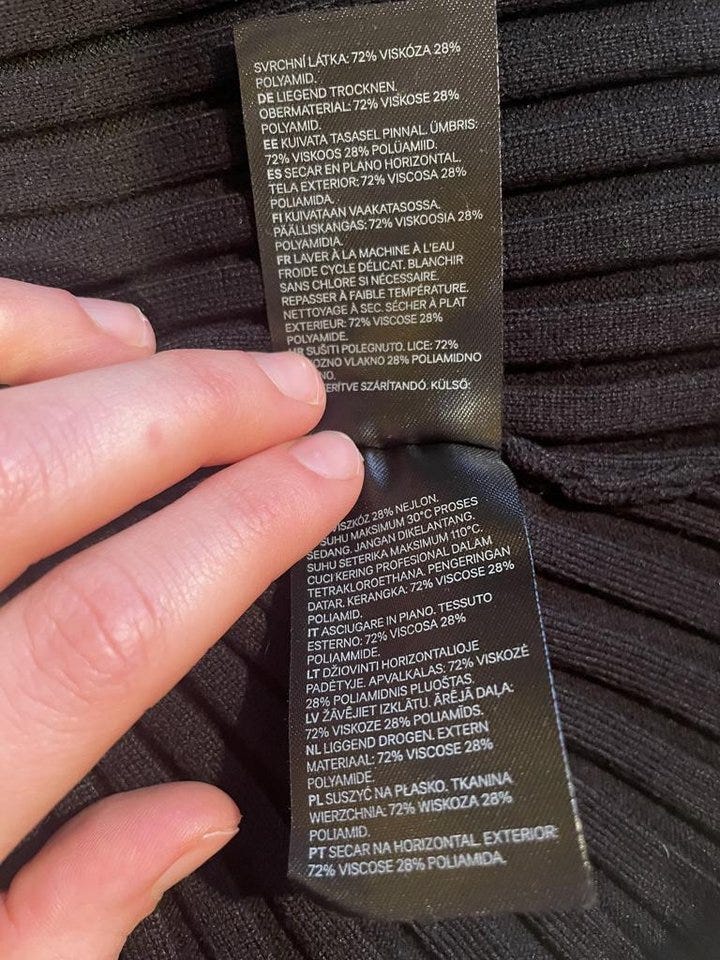 SVRCHNÍ LÁTKA: 72% VISKÓZA 28%
POLYAMID.
DE LIEGEND TROCKNEN.
OBERMATERIAL: 72% VISKOSE 28%
POLYAMID.
EE KUIVATA TASASEL PINNAL. ÜMBRIS:
72% VISKOOS 28% POLÜAMIID.
ES SECAR EN PLANO HORIZONTAL.
TELA EXTERIOR: 72% VISCOSA 28%
POLIAMIDA.
FI KUIVATAAN VAAKATASOSSA.
PÄÄLLISKANGAS: 72% VISKOOSIA 28%
POLYAMIDIA.
FR LAVER À LA MACHINE À L'EAU
FROIDE CYCLE DÉLICAT. BLANCHIR
SANS CHLORE SI NÉCESSAIRE.
REPASSER À FAIBLE TEMPÉRATURE.
NETTOYAGE À SEC. SÉCHER À PLAT
EXTERIEUR: 72% VISCOSE 28%
POLYAMIDE.
SUŠITI POLEGNUTO. LICE: 72%
VLAKNO 28% POLIAMIDNO
SZÁRÍTANDÓ. KÜLSŐ:
28% NEJLON.
SUHU MAKSIMUM 30°C PROSES
SEDANG. JANGAN DIKELANTANG.
SUHU SETERIKA MAKSIMUM 110°C.
CUCI KERING PROFESIONAL DALAM
TETRAKLOROETHANA. PENGERINGAN
DATAR. KERANGKA: 72% VISCOSE 28%
POLIAMID.
IT ASCIUGARE IN PIANO. TESSUTO
ESTERNO: 72% VISCOSA 28%
POLIAMMIDE.
LT DŽIOVINTI HORIZONTALIOJE
PADĖTYJE. APVALKALAS: 72% VISKOZĖ
28% POLIAMIDNIS PLUOŠTAS.
LV ŽĀVĒJIET IZKLĀTU. ĀRĒJĀ DAĻA:
72% VISKOZE 28% POLIAMĪDS.
NL LIGGEND DROGEN. EXTERN
MATERIAAL: 72% VISCOSE 28%
POLYAMIDE.
PL SUSZYĆ NA PŁASKO. TKANINA
WIERZCHNIA: 72% WISKOZA 28%
POLIAMID.
PT SECAR NA HORIZONTAL. EXTERIOR:
72% VISCOSE 28% POLIAMIDA.